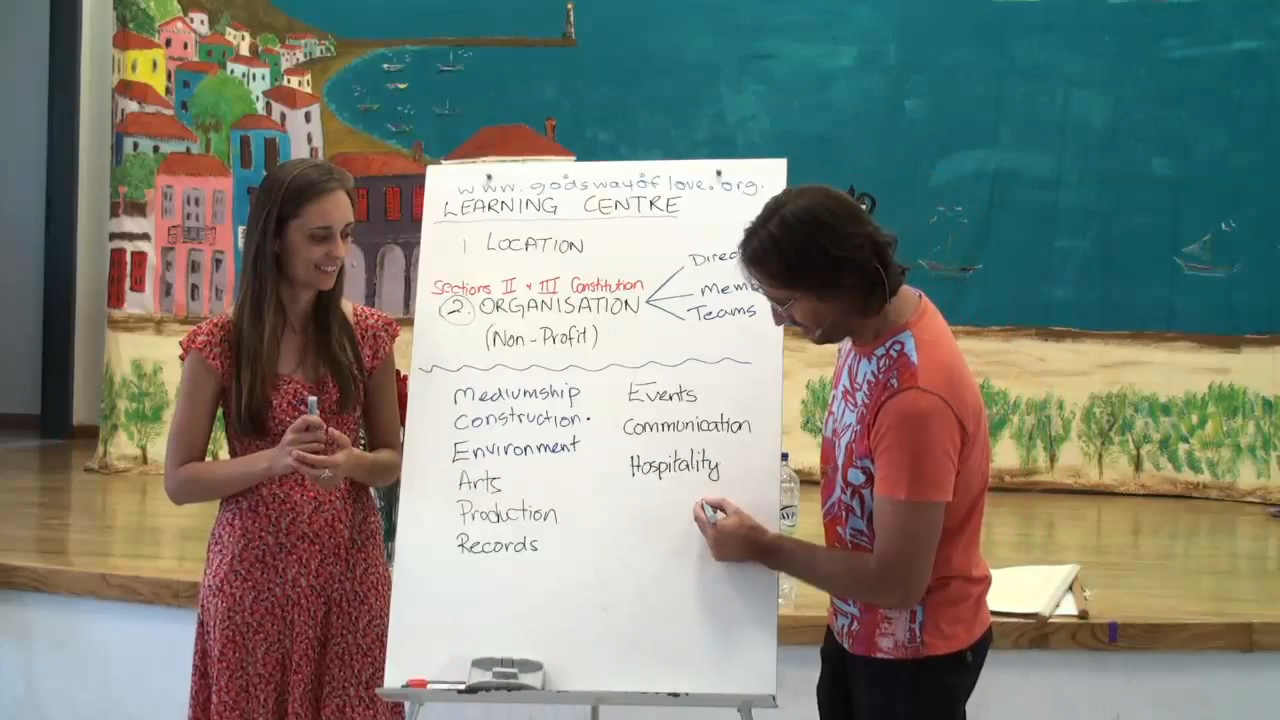 www.godswayoflove.org.
LEARNING CENTRE
1 LOCATION
Sections II & III Constitution
2. ORGANISATION
(Non-Profit)
Teams
Mediumship
Construction.
Environment
Arts
Production
Records
Events
Communication
Hospitality